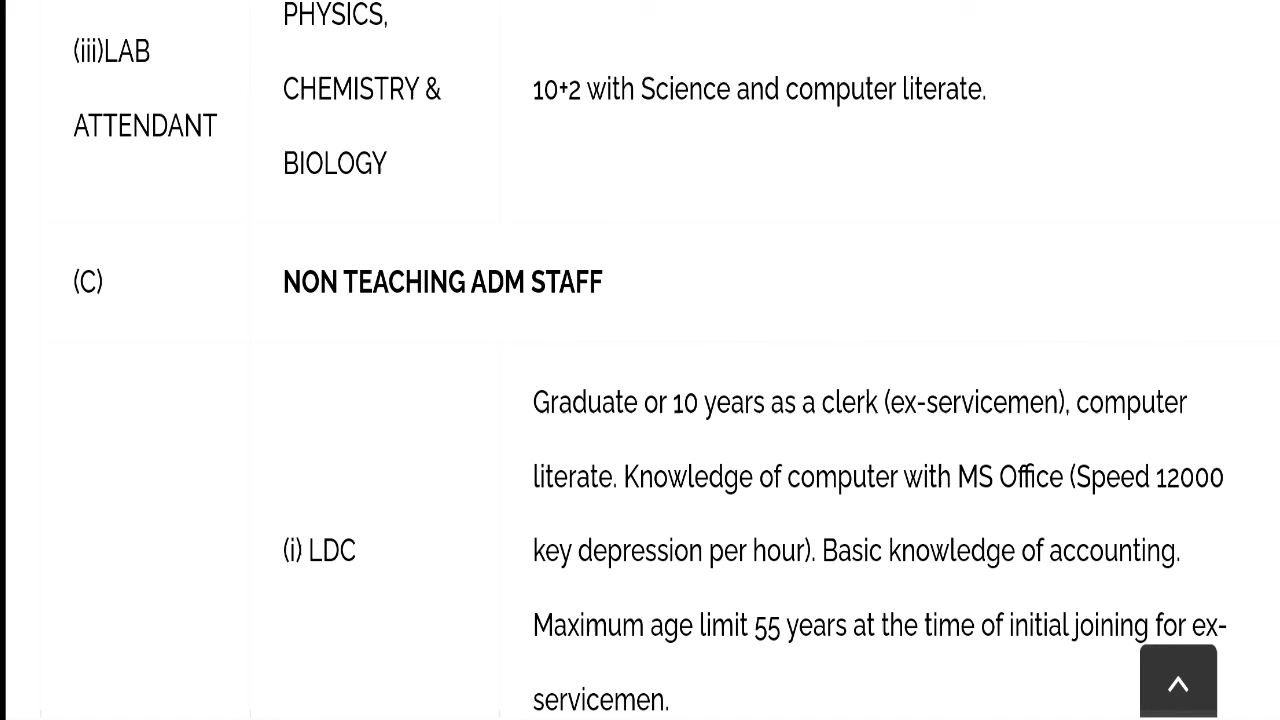 (iii)LAB
ATTENDANT
PHYSICS,
CHEMISTRY &
BIOLOGY
10+2 with Science and computer literate.
(C)
NON TEACHING ADM STAFF
(i) LDC
Graduate or 10 years as a clerk (ex-servicemen), computer
literate. Knowledge of computer with MS Office (Speed 12000
key depression per hour). Basic knowledge of accounting.
Maximum age limit 55 years at the time of initial joining for ex-
servicemen.